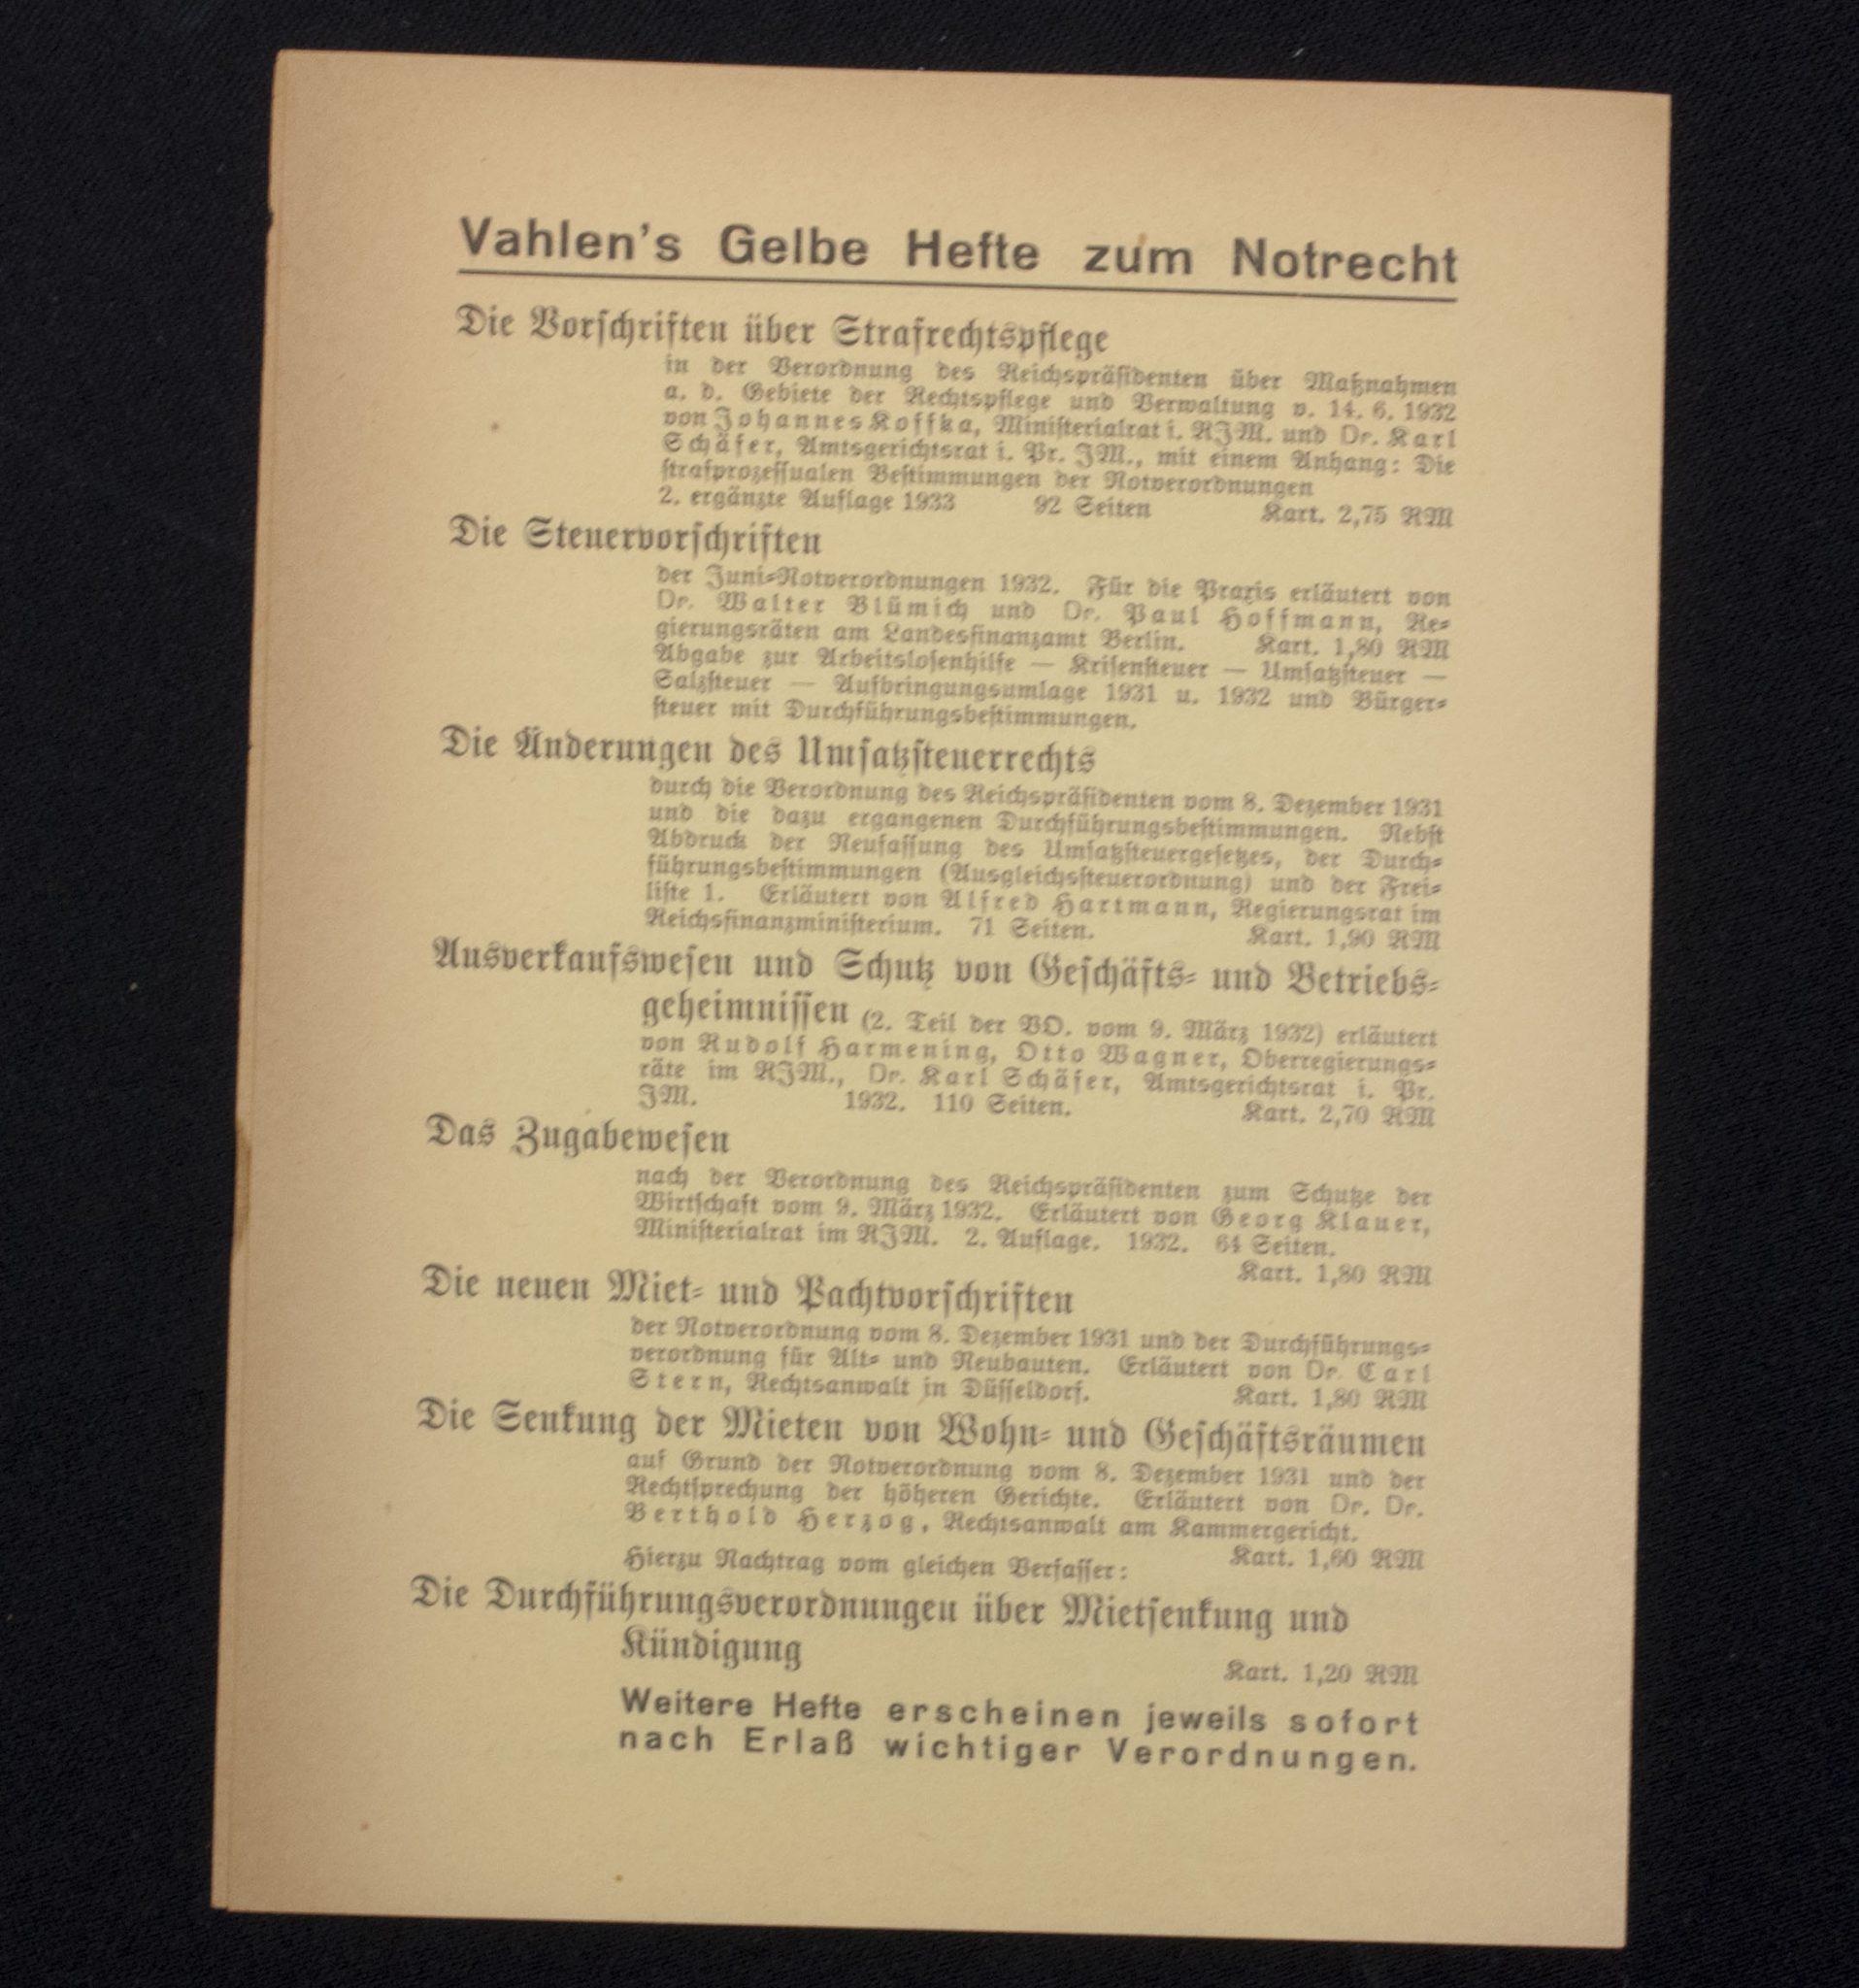 Vahlen's Gelbe Hefte zum Notrecht
Die Vorschriften über Strafrechtspflege
in der Verordnung des Reichspräsidenten über Maßnahmen
a. d. Gebiete der Rechtspflege und Verwaltung v. 14. 6. 1932
von Johannes Koffka, Ministerialrat i. RJM. und Dr. Karl
Schäfer, Amtsgerichtsrat i. Pr. JM., mit einem Anhang: Die
strafprozessualen Bestimmungen der Notverordnungen
2. ergänzte Auflage 1933 92 Seiten Kart. 2,75 RM
Die Steuervorschriften
der Juni-Notverordnungen 1932. Für die Praxis erläutert von
Dr. Walter Blümich und Dr. Paul Hoffmann, Re-
gierungsräten am Landesfinanzamt Berlin. Kart. 1,80 RM
Abgabe zur Arbeitslosenhilfe — Krisensteuer — Umsatzsteuer —
Salzsteuer — Aufbringungsumlage 1931 u. 1932 und Bürger-
steuer mit Durchführungsbestimmungen.
Die Änderungen des Umsatzsteuerrechts
durch die Verordnung des Reichspräsidenten vom 8. Dezember 1931
und die dazu ergangenen Durchführungsbestimmungen. Nebst
Abdruck der Neufassung des Umsatzsteuergesetzes, der Durch-
führungsbestimmungen (Ausgleichssteuerordnung) und der Frei-
liste 1. Erläutert von Alfred Hartmann, Regierungsrat im
Reichsfinanzministerium. 71 Seiten. Kart. 1,90 RM
Ausverkaufswesen und Schutz von Geschäfts- und Betriebs-
geheimnissen (2. Teil der VO. vom 9. März 1932) erläutert
von Rudolf Harmening, Otto Wagner, Oberregierungs-
räte im RJM., Dr. Karl Schäfer, Amtsgerichtsrat i. Pr.
JM. 1932. 110 Seiten. Kart. 2,70 RM
Das Zugabewesen
nach der Verordnung des Reichspräsidenten zum Schutze der
Wirtschaft vom 9. März 1932. Erläutert von Georg Klauer,
Ministerialrat im RJM. 2. Auflage. 1932. 64 Seiten.
Kart. 1,80 RM
Die neuen Miet- und Pachtvorschriften
der Notverordnung vom 8. Dezember 1931 und der Durchführungs-
verordnung für Alt- und Neubauten. Erläutert von Dr. Carl
Stern, Rechtsanwalt in Düsseldorf. Kart. 1,80 RM
Die Senkung der Mieten von Wohn- und Geschäftsräumen
auf Grund der Notverordnung vom 8. Dezember 1931 und der
Rechtsprechung der höheren Gerichte. Erläutert von Dr. Dr.
Berthold Herzog, Rechtsanwalt am Kammergericht.
Kart. 1,60 RM
Hierzu Nachtrag vom gleichen Verfasser:
Die Durchführungsverordnungen über Mietsenkung und
Kündigung
Kart. 1,20 RM
Weitere Hefte erscheinen jeweils sofort
nach Erlaß wichtiger Verordnungen.